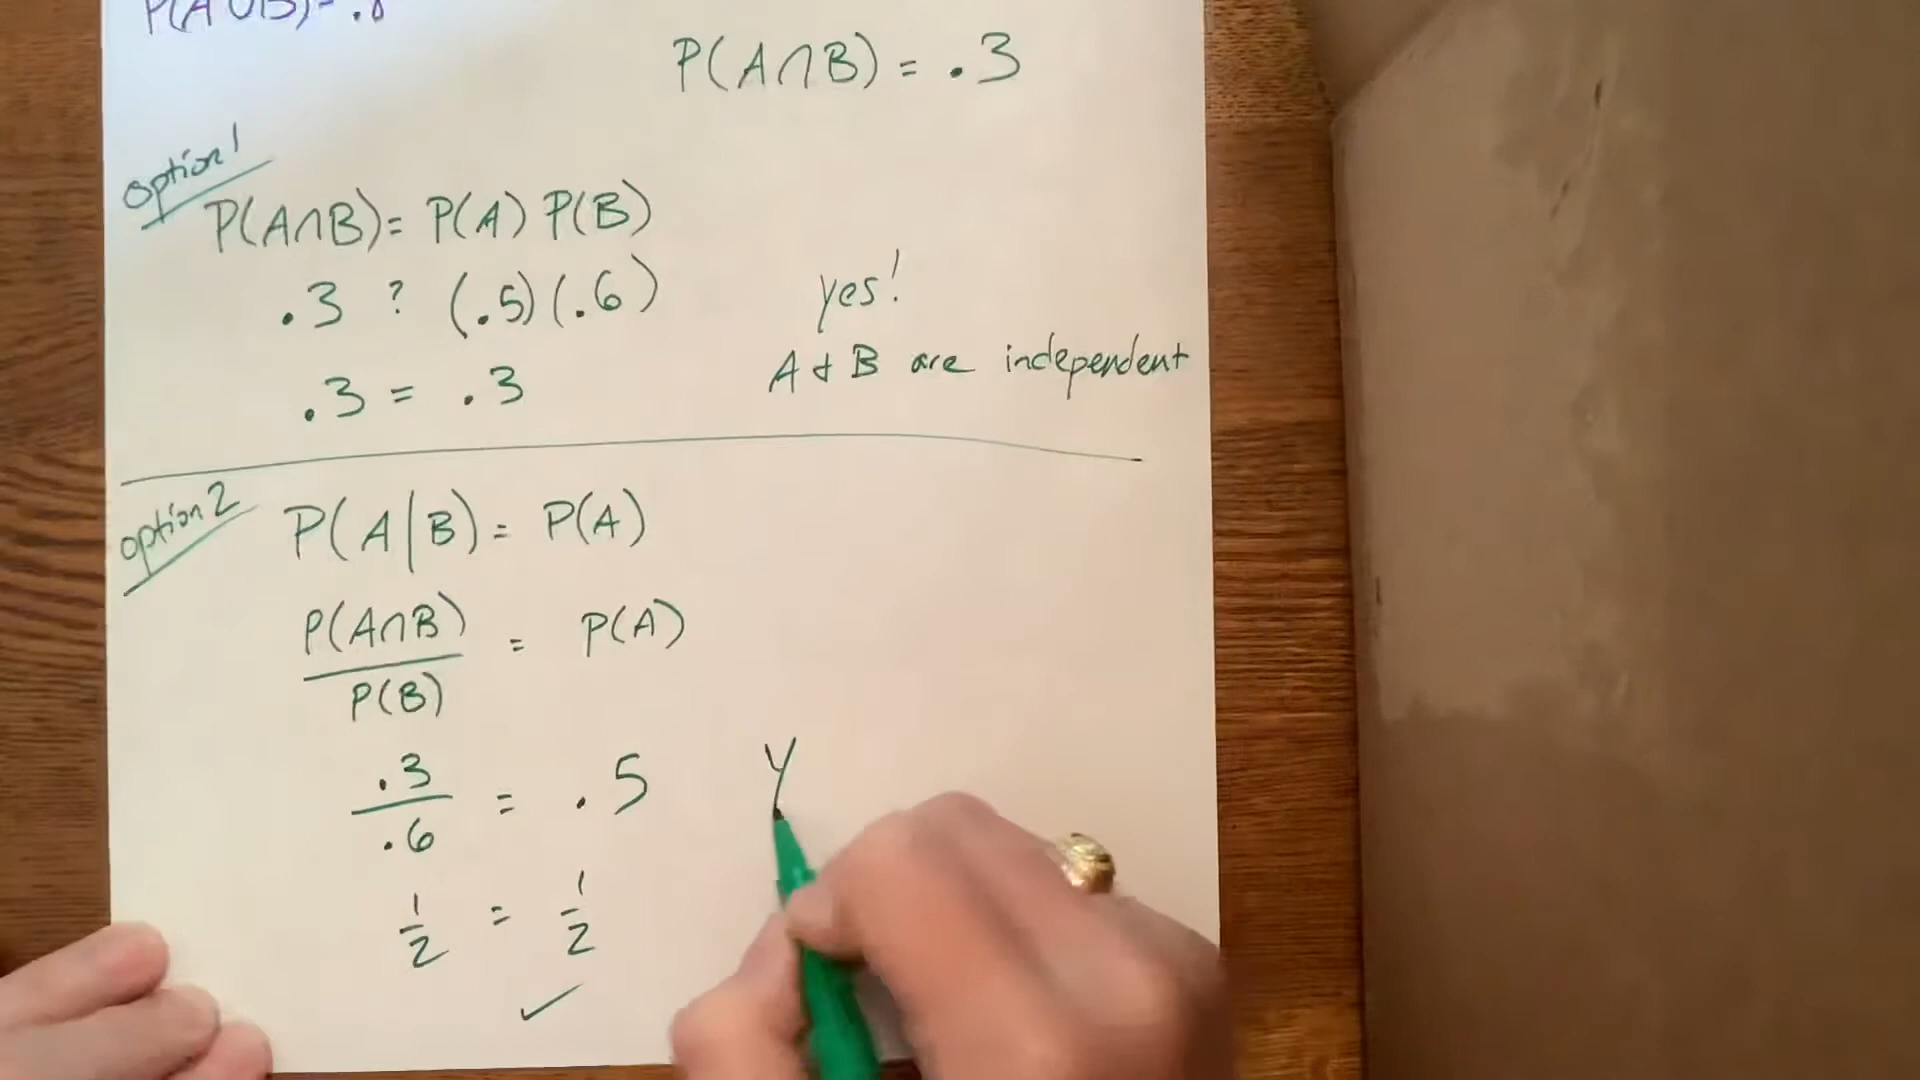 P(A∪B)= .8
P(A∩B) = .3
option 1
P(A∩B)= P(A) P(B)
.3 ? (.5)(.6)
yes!
.3 = .3
A & B are independent
option 2
P(A|B) = P(A)
P(A∩B)/P(B) = P(A)
.3/.6 = .5
y
1/2 = 1/2
✓